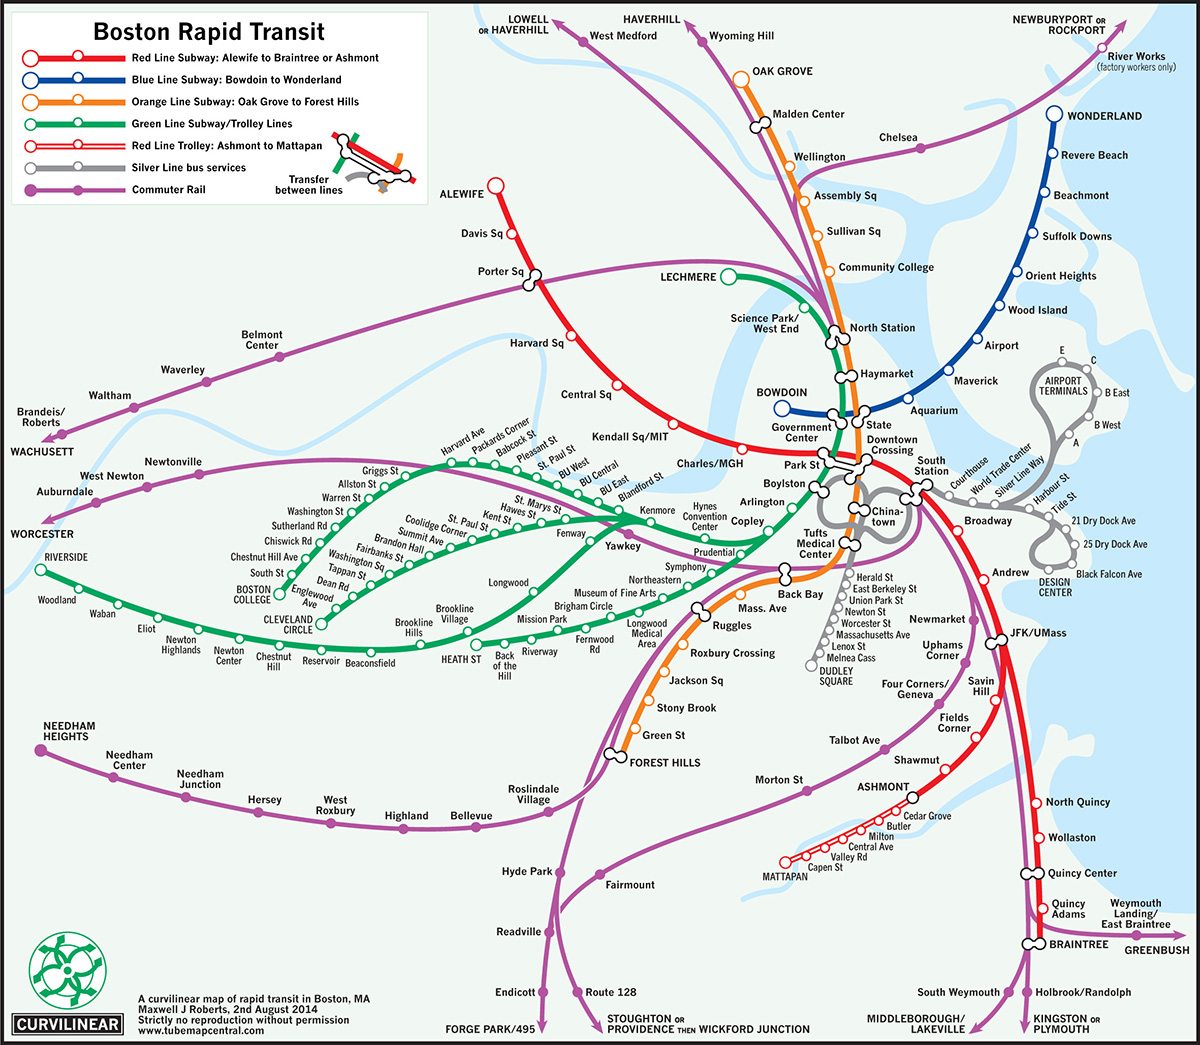 Boston Rapid Transit
Red Line Subway: Alewife to Braintree or Ashmont
Blue Line Subway: Bowdoin to Wonderland
Orange Line Subway: Oak Grove to Forest Hills
Green Line Subway/Trolley Lines
Red Line Trolley: Ashmont to Mattapan
Silver Line bus services
Commuter Rail
Transfer
between lines
LOWELL
OR HAVERHILL
West Medford
HAVERHILL
Wyoming Hill
NEWBURYPORT OR
ROCKPORT
River Works
(factory workers only)
Chelsea
OAK GROVE
Malden Center
Wellington
Assembly Sq
Sullivan Sq
Community College
North Station
Haymarket
State
Downtown
Crossing
WONDERLAND
Revere Beach
Beachmont
Suffolk Downs
Orient Heights
Wood Island
Airport
Maverick
Aquarium
BOWDOIN
Government
Center
ALEWIFE
Davis Sq
Porter Sq
Harvard Sq
Central Sq
Kendall Sq/MIT
Charles/MGH
Park St
LECHMERE
Science Park/
West End
Belmont
Center
Waverley
Waltham
Brandeis/
Roberts
WACHUSETT
Newtonville
West Newton
Auburndale
WORCESTER
E
C
AIRPORT
TERMINALS
B East
B West
A
South
Station
Courthouse
World Trade Center
Silver Line Way
Harbour St
Tide St
21 Dry Dock Ave
25 Dry Dock Ave
Black Falcon Ave
DESIGN
CENTER
Harvard Ave
Packards Corner
Babcock St
Pleasant St
St. Paul St
BU West
BU Central
BU East
Blandford St
Griggs St
Allston St
Warren St
Washington St
Sutherland Rd
Chiswick Rd
Chestnut Hill Ave
South St
BOSTON
COLLEGE
St. Marys St
Hawes St
Kent St
St. Paul St
Coolidge Corner
Summit Ave
Brandon Hall
Fairbanks St
Washington Sq
Tappan St
Dean Rd
Englewood
Ave
CLEVELAND
CIRCLE
Kenmore
Hynes
Convention
Center
Copley
Arlington
Boylston
China-
town
Tufts
Medical
Center
Yawkey
Fenway
Longwood
Brookline
Village
Brookline
Hills
RIVERSIDE
Woodland
Waban
Eliot
Newton
Highlands
Newton
Center
Chestnut
Hill
Reservoir
Beaconsfield
Prudential
Symphony
Northeastern
Museum of Fine Arts
Longwood
Medical
Area
Brigham Circle
Fernwood
Rd
Mission Park
Riverway
Back
of the
Hill
HEATH ST
Back Bay
Mass. Ave
Ruggles
Roxbury Crossing
Jackson Sq
Stony Brook
Green St
FOREST HILLS
Herald St
East Berkeley St
Union Park St
Newton St
Worcester St
Massachusetts Ave
Lenox St
Melnea Cass
DUDLEY
SQUARE
Broadway
Andrew
JFK/UMass
Savin
Hill
Fields
Corner
Shawmut
ASHMONT
Cedar Grove
Butler
Milton
Central Ave
Valley Rd
Capen St
MATTAPAN
North Quincy
Wollaston
Quincy Center
Quincy
Adams
BRAINTREE
Weymouth
Landing/
East Braintree
GREENBUSH
South Weymouth
Holbrook/Randolph
MIDDLEBOROUGH/
LAKEVILLE
KINGSTON OR
PLYMOUTH
Newmarket
Uphams
Corner
Four Corners/
Geneva
Talbot Ave
Morton St
Fairmount
NEEDHAM
HEIGHTS
Needham
Center
Needham
Junction
Hersey
West
Roxbury
Highland
Bellevue
Roslindale
Village
Hyde Park
Readville
Endicott
Route 128
FORGE PARK/495
STOUGHTON OR
PROVIDENCE THEN WICKFORD JUNCTION
CURVILINEAR
A curvilinear map of rapid transit in Boston, MA
Maxwell J Roberts, 2nd August 2014
Strictly no reproduction without permission
www.tubemapcentral.com